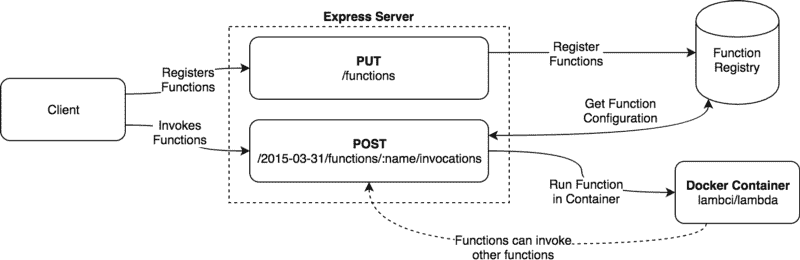 Express Server
PUT
/functions
Register
Functions
Function
Registry
Registers
Functions
Client
Get Function
Configuration
Invokes
Functions
POST
/2015-03-31/functions/:name/invocations
Run Function
in Container
Docker Container
lambci/lambda
Functions can invoke
other functions